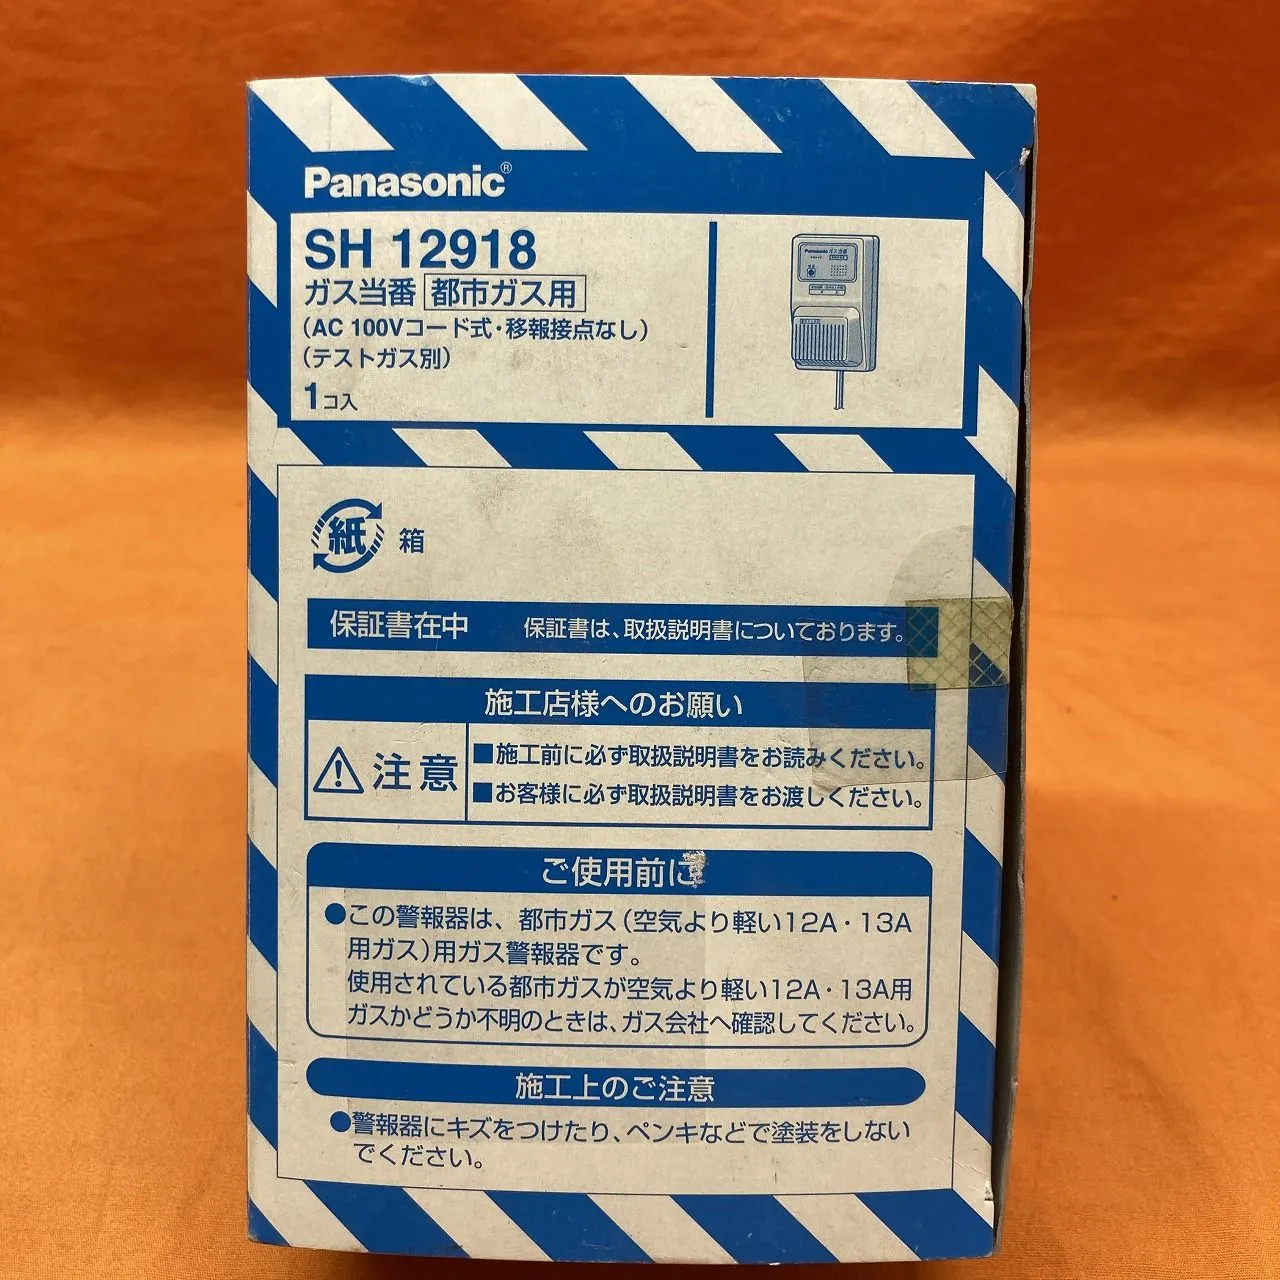 Panasonic®
SH 12918
ガス当番 都市ガス用
(AC 100Vコード式・移報接点なし)
(テストガス別)
1コ入
Panasonic ガス当番
紙 箱
保証書在中 保証書は、取扱説明書についております。
施工店様へのお願い
注意
■施工前に必ず取扱説明書をお読みください。
■お客様に必ず取扱説明書をお渡しください。
ご使用前に
●この警報器は、都市ガス(空気より軽い12A・13A
用ガス)用ガス警報器です。
使用されている都市ガスが空気より軽い12A・13A用
ガスかどうか不明のときは、ガス会社へ確認してください。
施工上のご注意
●警報器にキズをつけたり、ペンキなどで塗装をしない
でください。